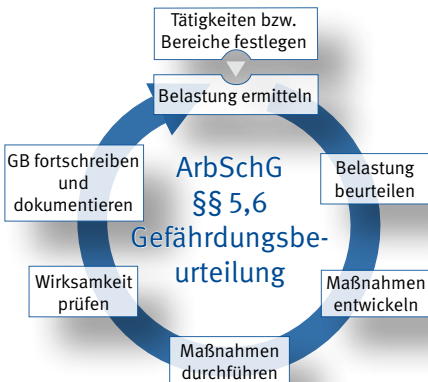 Tätigkeiten bzw.
Bereiche festlegen
Belastung ermitteln
Belastung
beurteilen
Maßnahmen
entwickeln
Maßnahmen
durchführen
Wirksamkeit
prüfen
GB fortschreiben
und
dokumentieren
ArbSchG
§§ 5,6
Gefährdungsbe-
urteilung